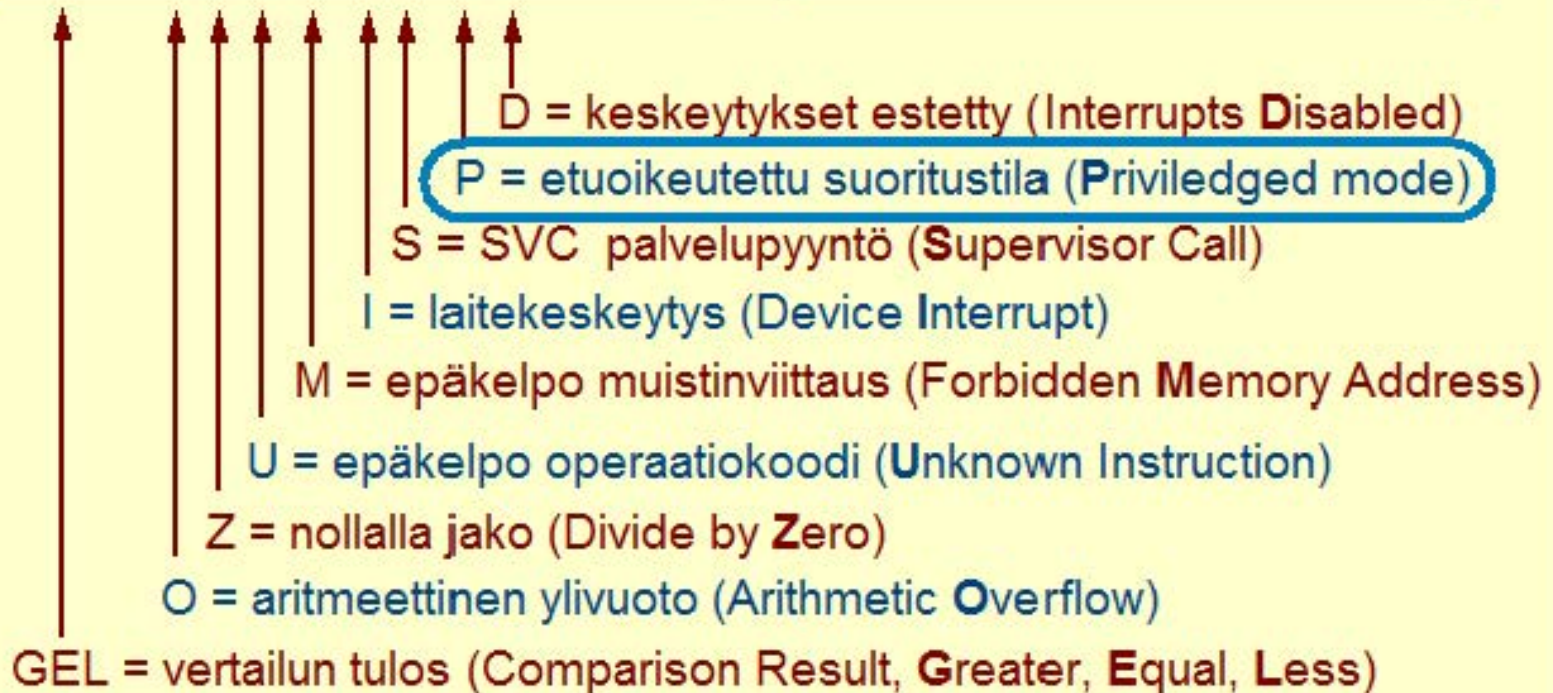 D = keskeytykset estetty (Interrupts Disabled)
P = etuoikeutettu suoritustila (Priviledged mode)
S = SVC palvelupyyntö (Supervisor Call)
I = laitekeskeytys (Device Interrupt)
M = epäkelpo muistinviittaus (Forbidden Memory Address)
U = epäkelpo operaatiokoodi (Unknown Instruction)
Z = nollalla jako (Divide by Zero)
O = aritmeettinen ylivuoto (Arithmetic Overflow)
GEL = vertailun tulos (Comparison Result, Greater, Equal, Less)